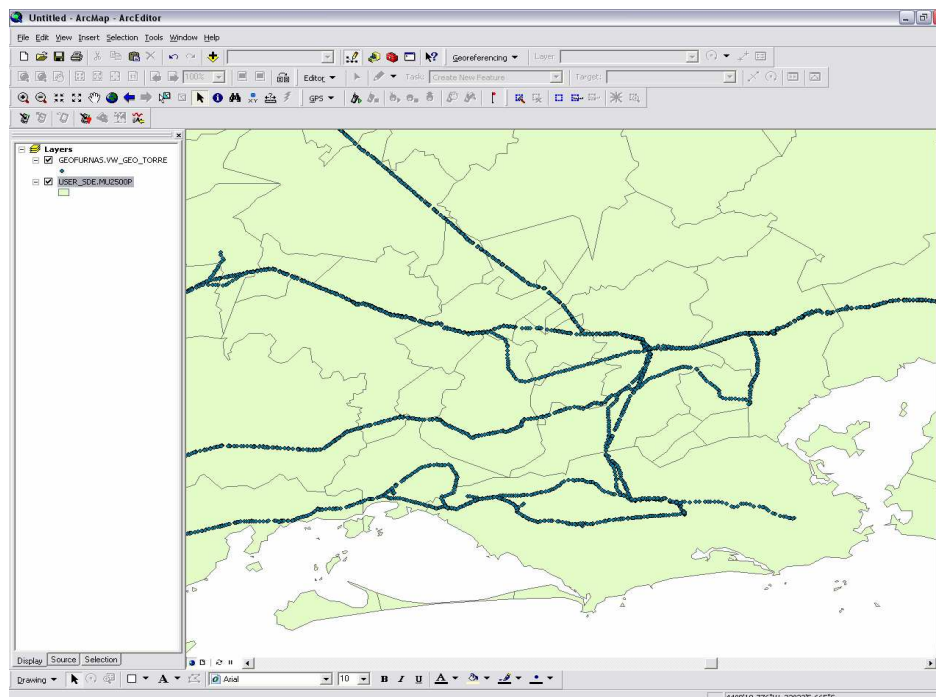 Untitled - ArcMap - ArcEditor
File Edit View Insert Selection Tools Window Help
Georeferencing Layer:
100% Editor Task: Create New Feature Target:
GPS
Layers
GEOFURNAS.VW_GEO_TORRE
USER_SDE.MU2500P
Display Source Selection
Drawing A Arial 10 B I U A